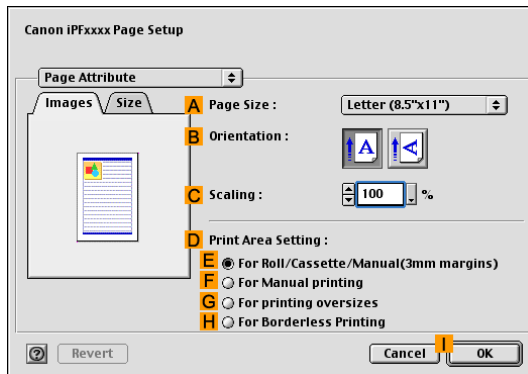 Canon iPFxxxx Page Setup
Page Attribute
Images Size
A Page Size : Letter (8.5"x11")
B Orientation : A A
C Scaling : 100 %
D Print Area Setting :
E For Roll/Cassette/Manual(3mm margins)
F For Manual printing
G For printing oversizes
H For Borderless Printing
? Revert Cancel I OK